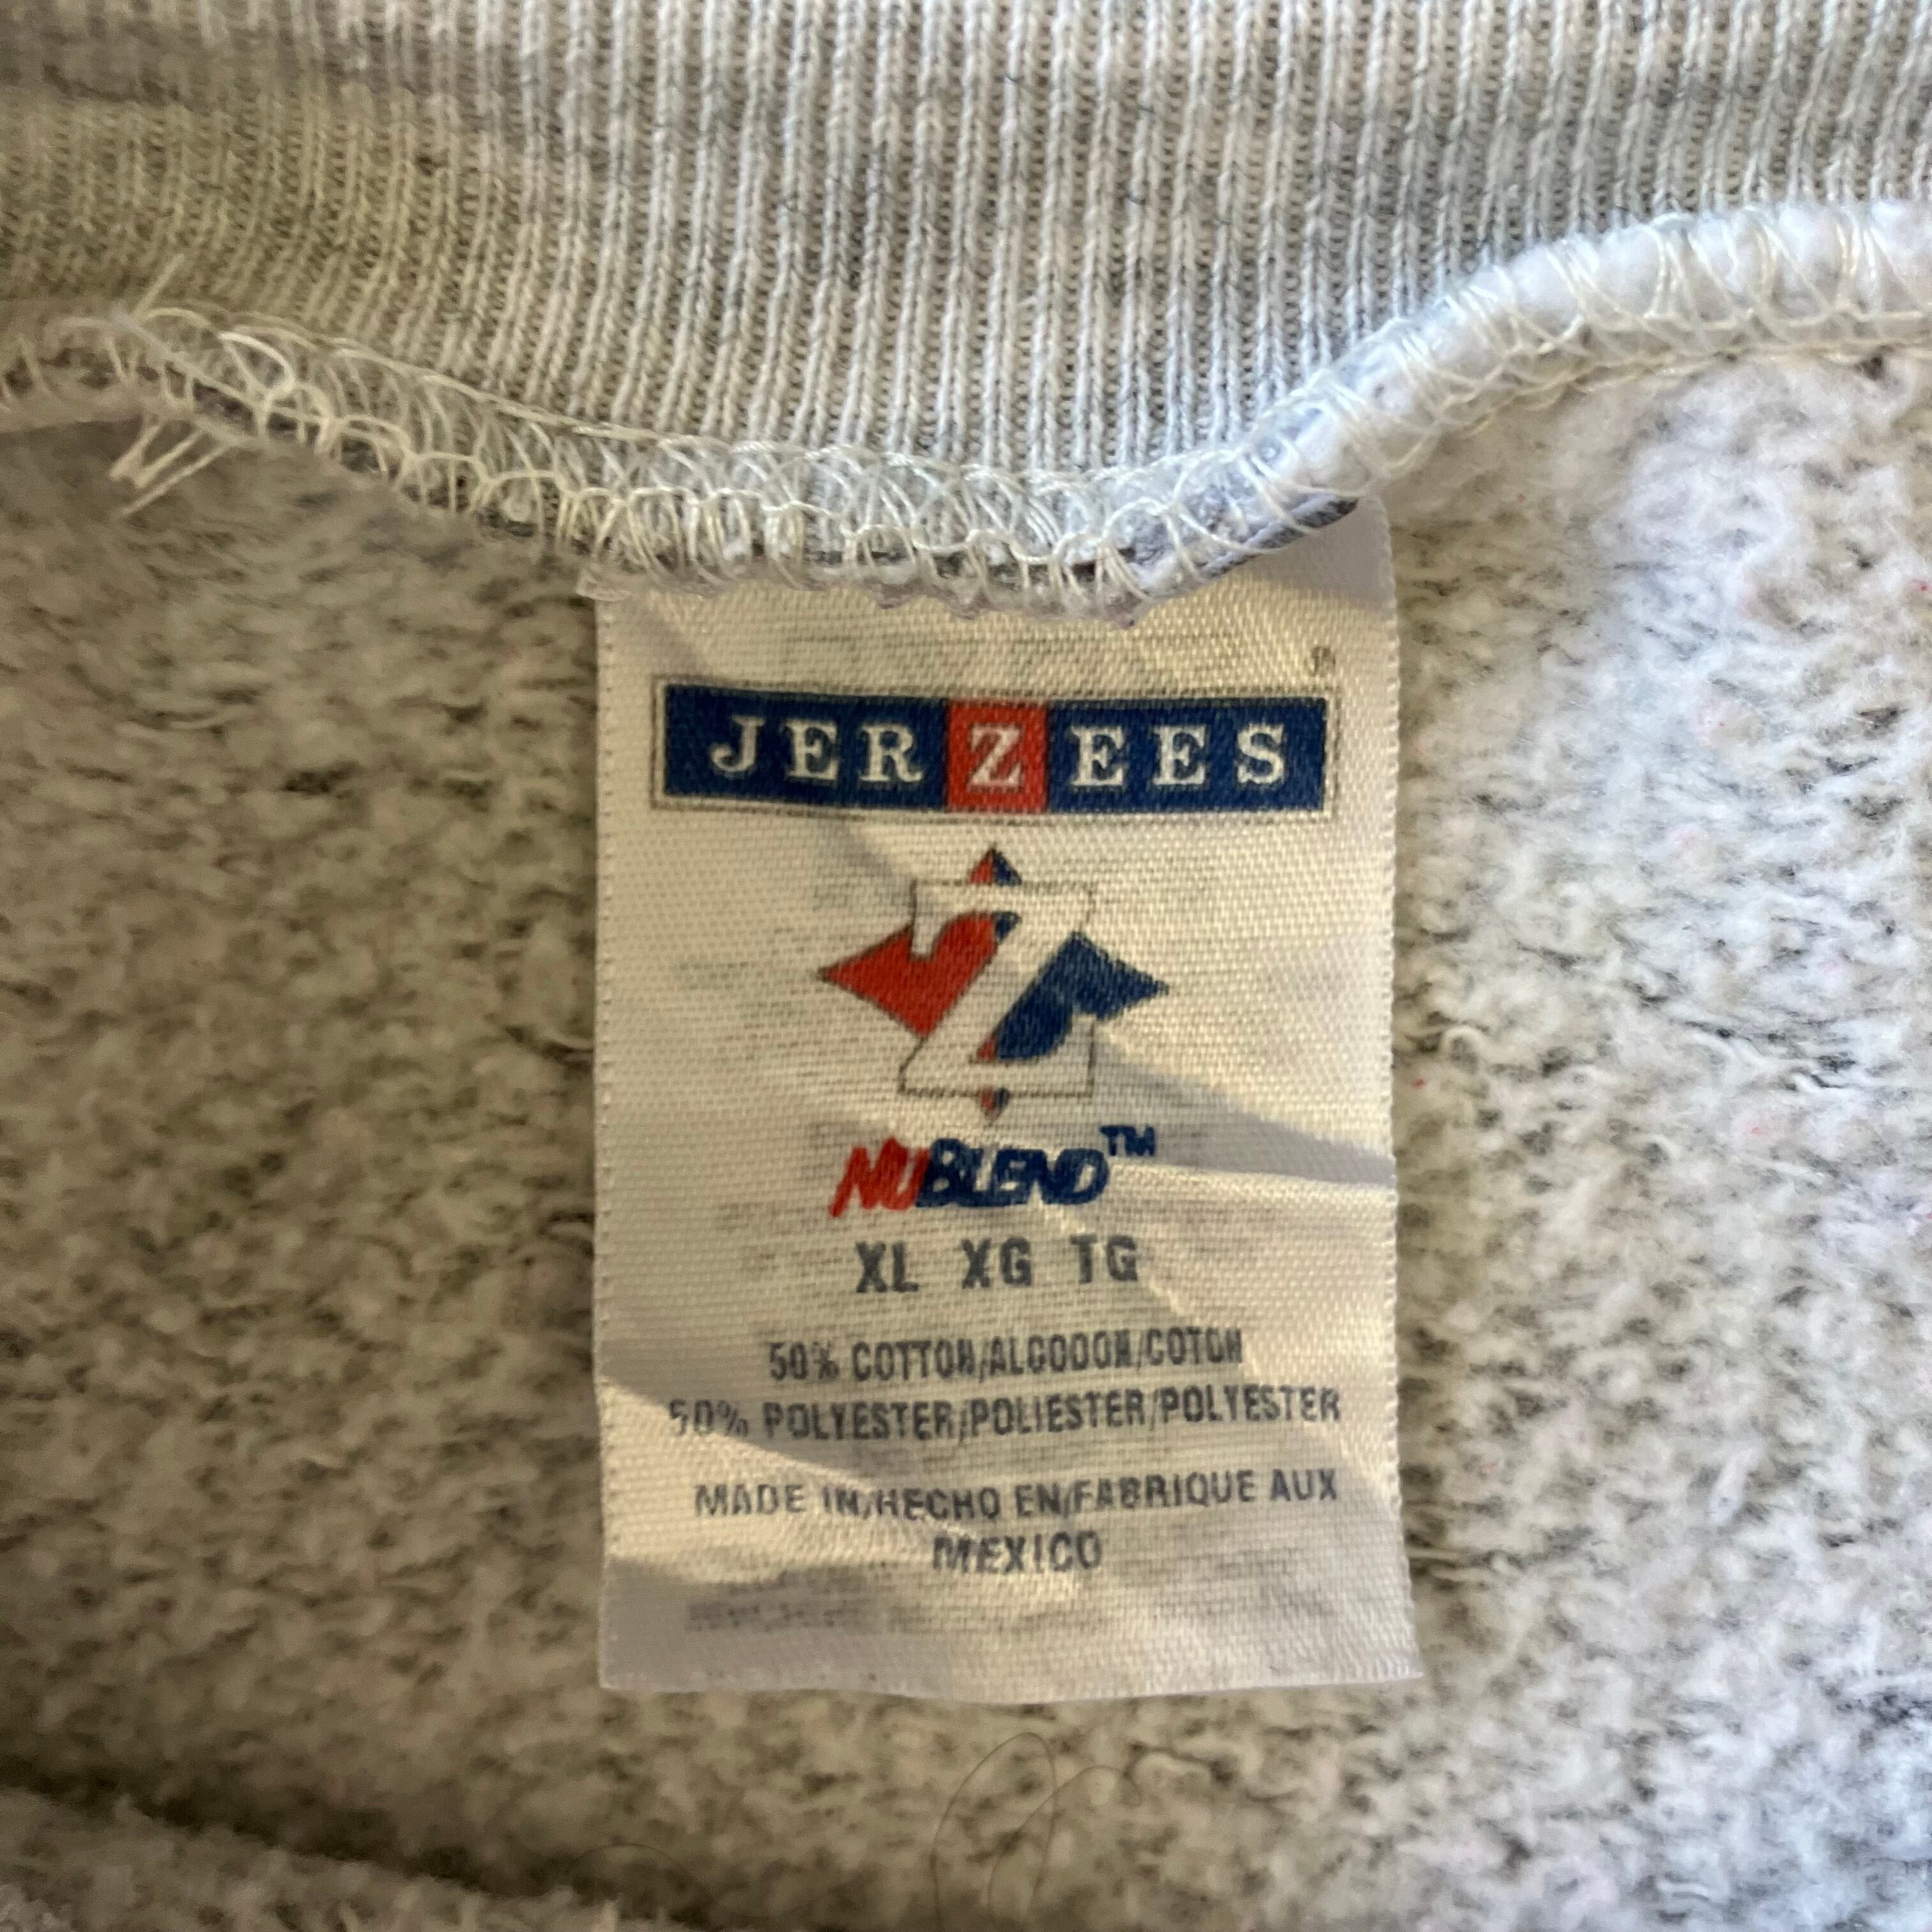 ®
JERZEES
Z
NUBLEND™
XL XG TG
50% COTTON/ALGODON/COTON
50% POLYESTER/POLIESTER/POLYESTER
MADE IN/HECHO EN/FABRIQUE AUX
MEXICO